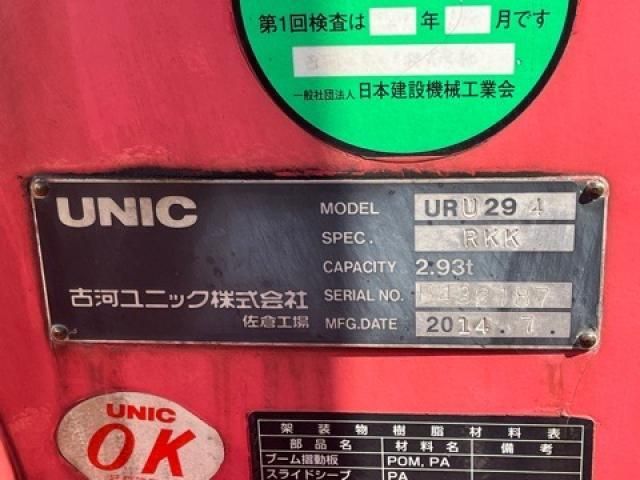 第1回検査は 年 月です
一般社団法人 日本建設機械工業会
UNIC
MODEL URU294
SPEC. RKK
CAPACITY 2.93t
古河ユニック株式会社
SERIAL NO.
佐倉工場
MFG.DATE 2014.7.
UNIC
OK
架装物樹脂材料表
部品名 材料名 備考
ブーム摺動板 POM, PA
スライドシーブ PA